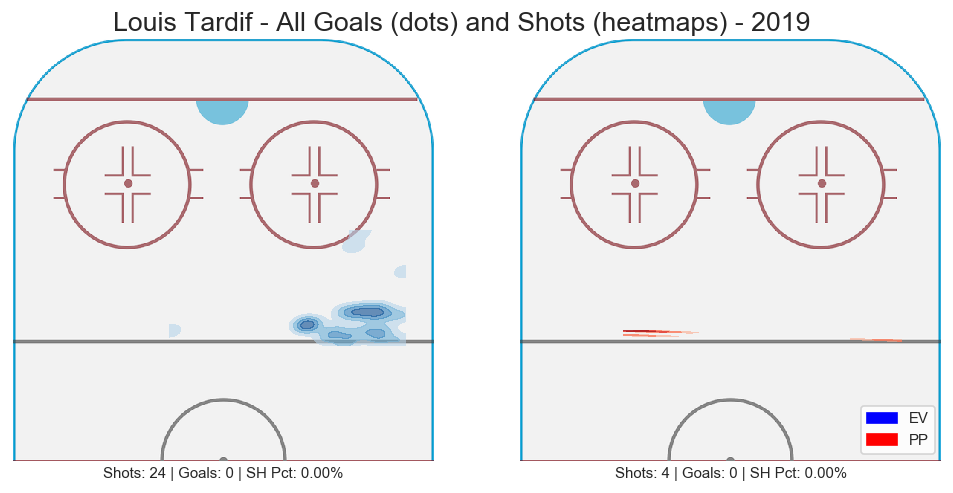 Louis Tardif - All Goals (dots) and Shots (heatmaps) - 2019
EV
PP
Shots: 24 | Goals: 0 | SH Pct: 0.00%
Shots: 4 | Goals: 0 | SH Pct: 0.00%